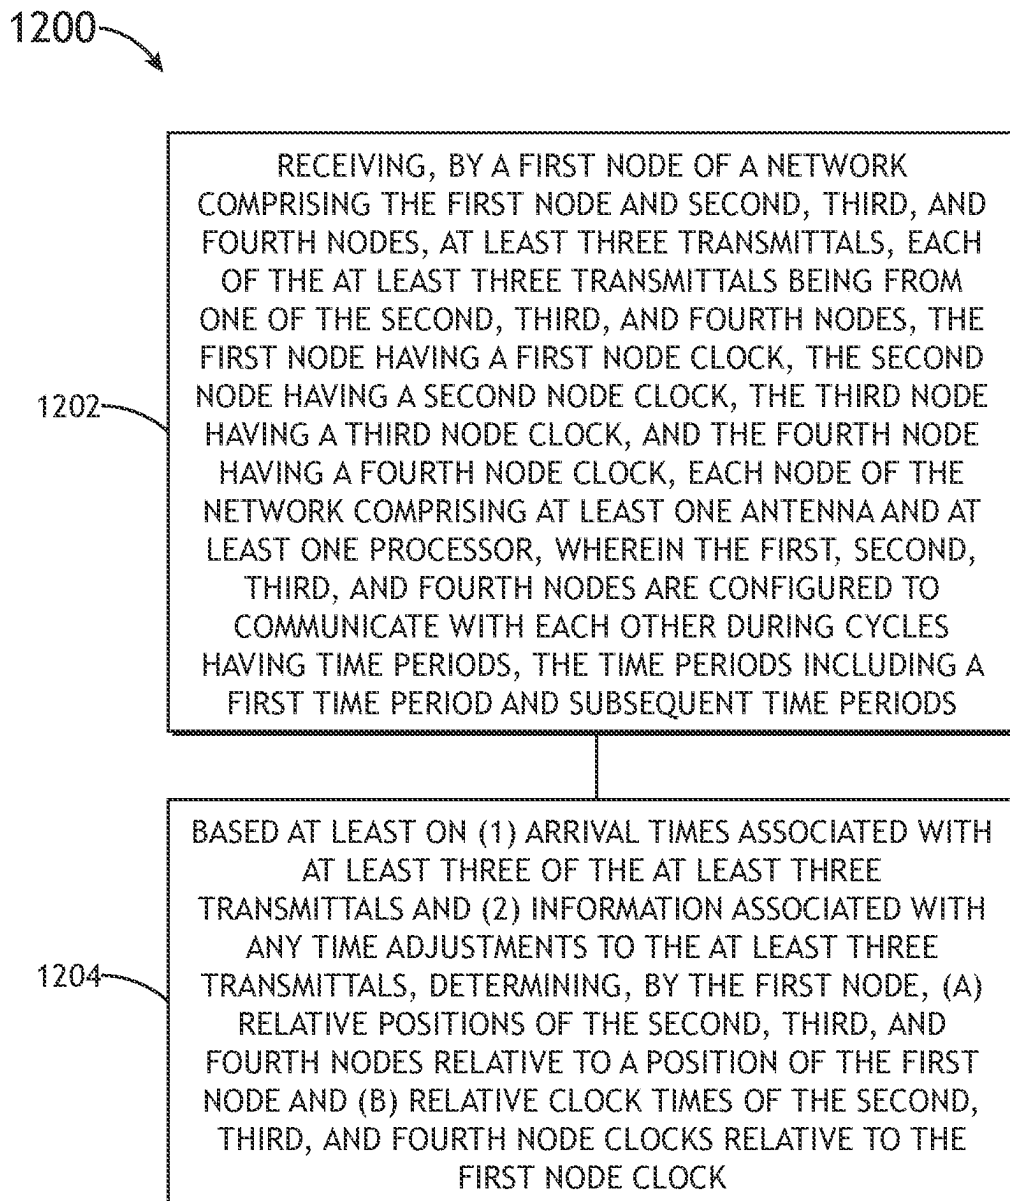 1200
RECEIVING, BY A FIRST NODE OF A NETWORK
COMPRISING THE FIRST NODE AND SECOND, THIRD, AND
FOURTH NODES, AT LEAST THREE TRANSMITTALS, EACH
OF THE AT LEAST THREE TRANSMITTALS BEING FROM
ONE OF THE SECOND, THIRD, AND FOURTH NODES, THE
FIRST NODE HAVING A FIRST NODE CLOCK, THE SECOND
NODE HAVING A SECOND NODE CLOCK, THE THIRD NODE
HAVING A THIRD NODE CLOCK, AND THE FOURTH NODE
HAVING A FOURTH NODE CLOCK, EACH NODE OF THE
NETWORK COMPRISING AT LEAST ONE ANTENNA AND AT
LEAST ONE PROCESSOR, WHEREIN THE FIRST, SECOND,
THIRD, AND FOURTH NODES ARE CONFIGURED TO
COMMUNICATE WITH EACH OTHER DURING CYCLES
HAVING TIME PERIODS, THE TIME PERIODS INCLUDING A
FIRST TIME PERIOD AND SUBSEQUENT TIME PERIODS
1202
BASED AT LEAST ON (1) ARRIVAL TIMES ASSOCIATED WITH
AT LEAST THREE OF THE AT LEAST THREE
TRANSMITTALS AND (2) INFORMATION ASSOCIATED WITH
ANY TIME ADJUSTMENTS TO THE AT LEAST THREE
TRANSMITTALS, DETERMINING, BY THE FIRST NODE, (A)
RELATIVE POSITIONS OF THE SECOND, THIRD, AND
FOURTH NODES RELATIVE TO A POSITION OF THE FIRST
NODE AND (B) RELATIVE CLOCK TIMES OF THE SECOND,
THIRD, AND FOURTH NODE CLOCKS RELATIVE TO THE
FIRST NODE CLOCK
1204